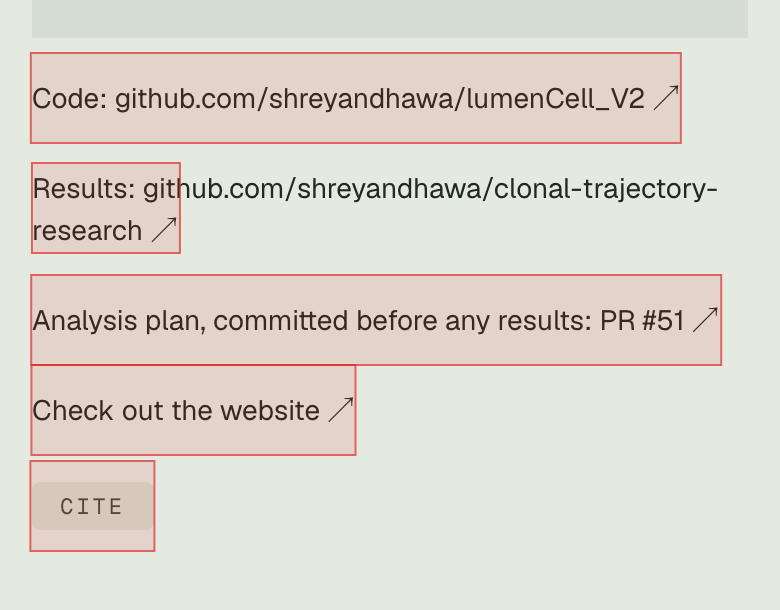 Code: github.com/shreyandhawa/lumenCell_V2 ↗
Results: github.com/shreyandhawa/clonal-trajectory-
research ↗
Analysis plan, committed before any results: PR #51 ↗
Check out the website ↗
CITE